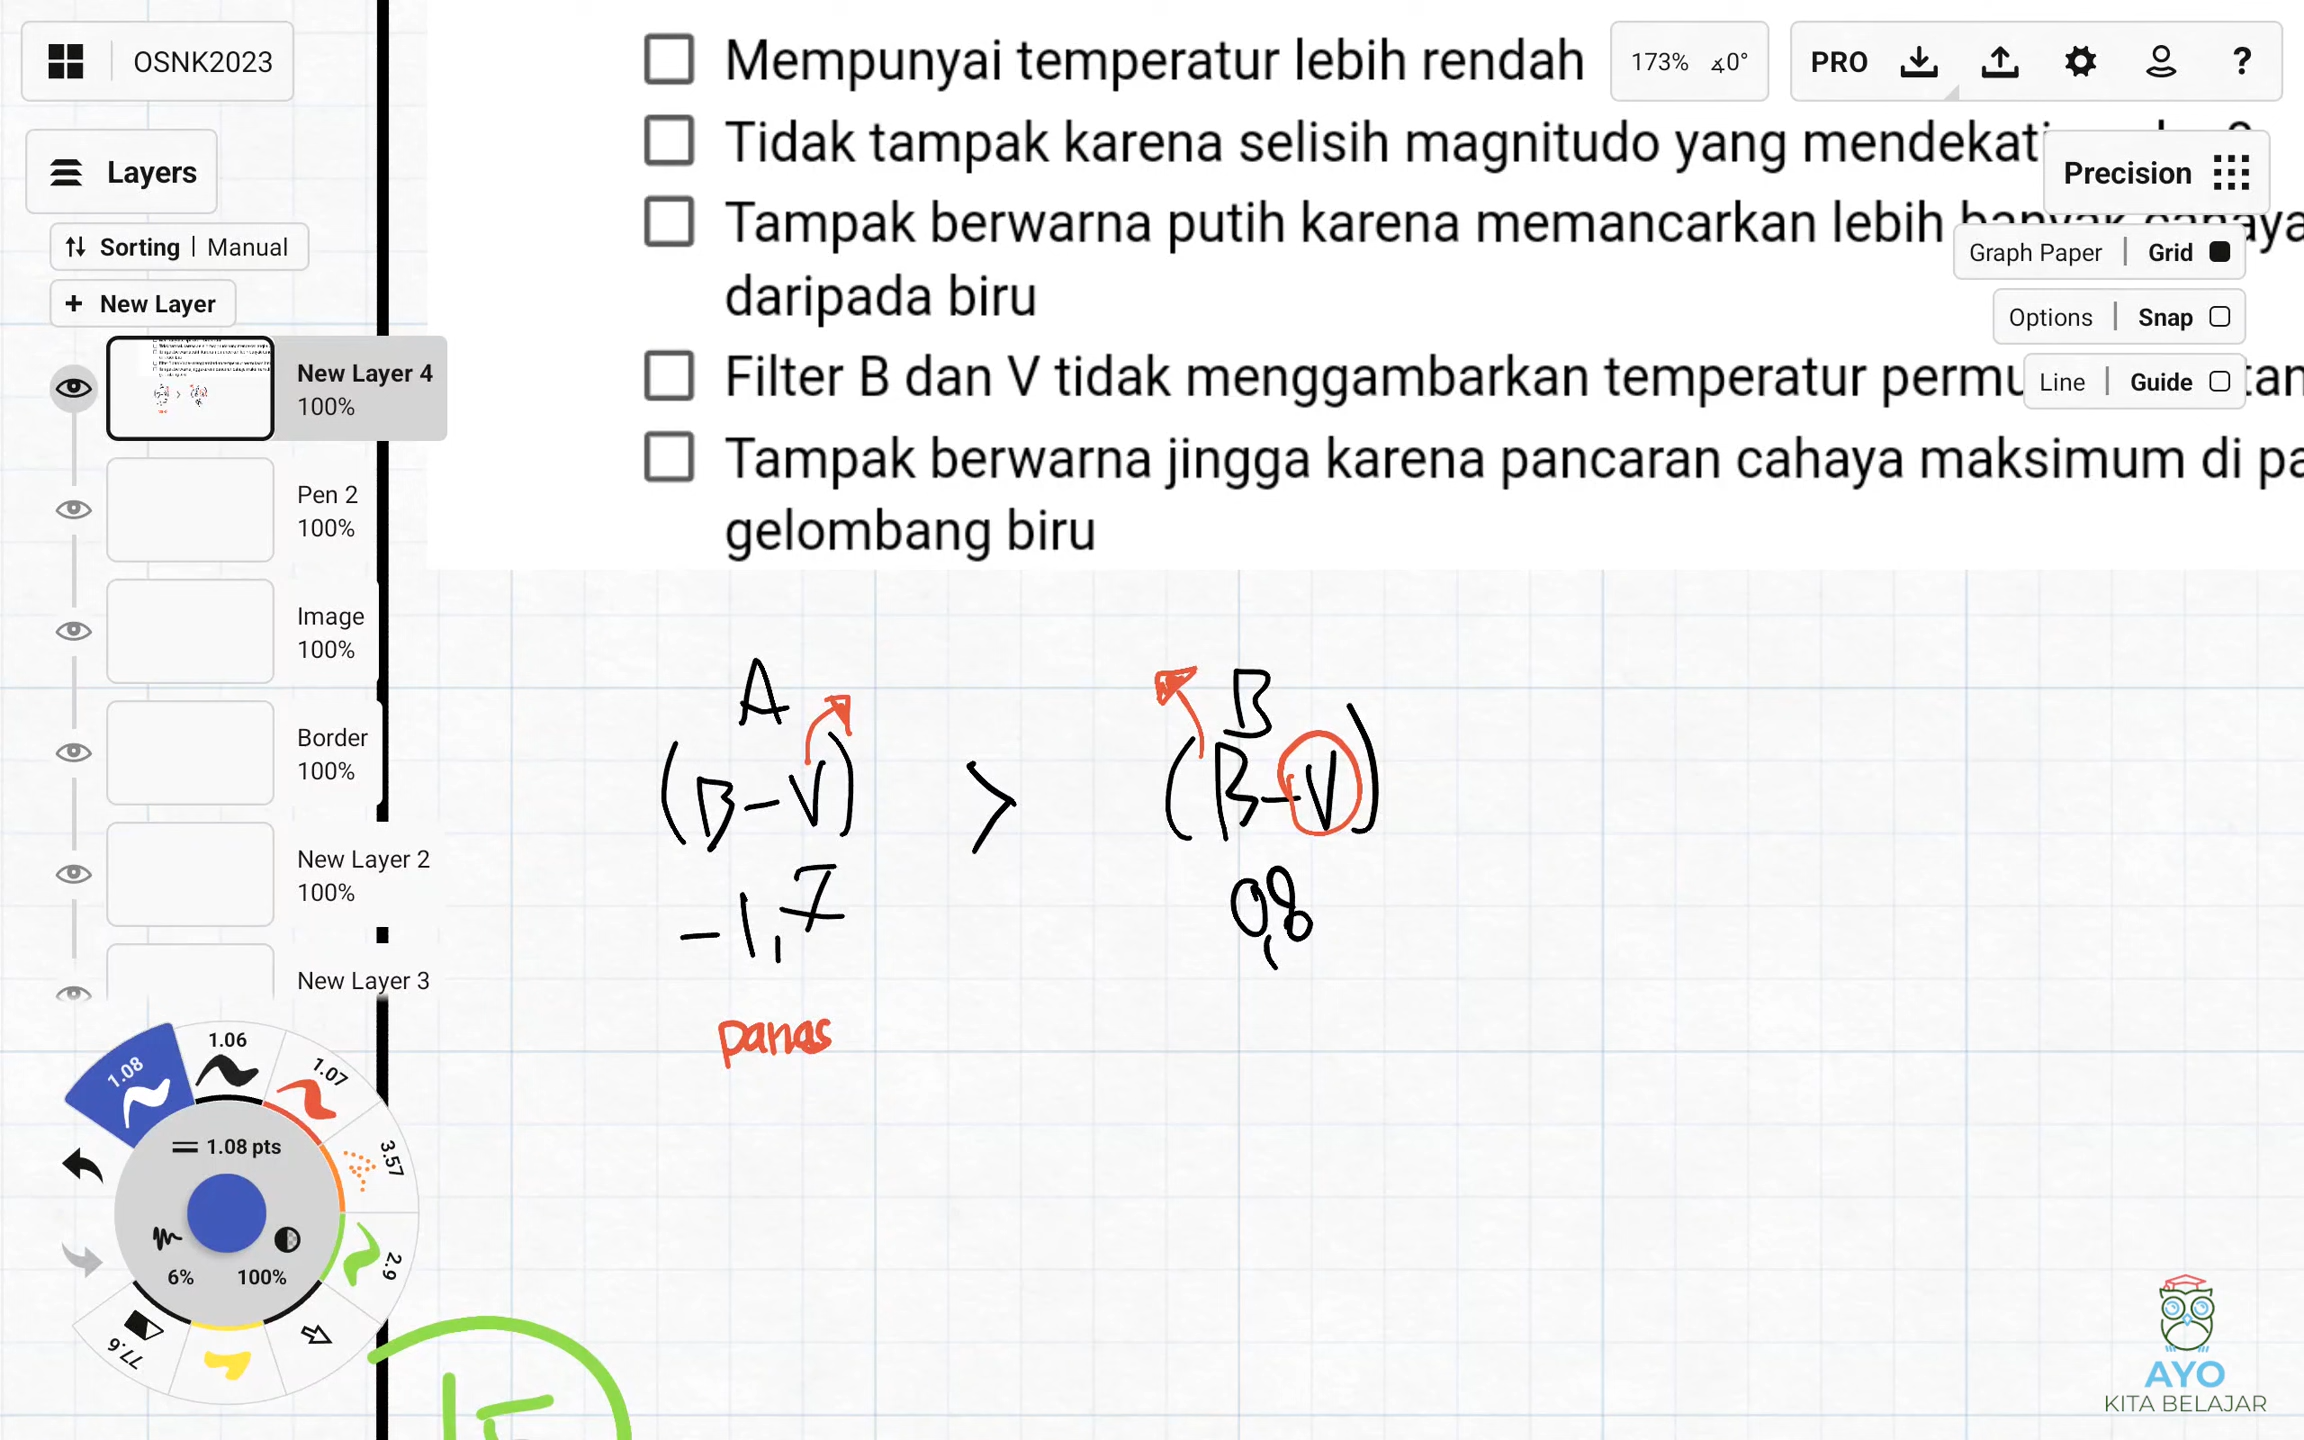 OSNK2023
Layers
Sorting | Manual
+ New Layer
New Layer 4
100%
Pen 2
100%
Image
100%
Border
100%
New Layer 2
100%
New Layer 3
173% ∡0°
PRO
?
Precision
Graph Paper | Grid
Options | Snap
Line | Guide
Mempunyai temperatur lebih rendah
Tidak tampak karena selisih magnitudo yang mendekati
Tampak berwarna putih karena memancarkan lebih banyak cahaya
daripada biru
Filter B dan V tidak menggambarkan temperatur
Tampak berwarna jingga karena pancaran cahaya maksimum di
gelombang biru
A B
(B-V) > (B-V)
-1,7 0,8
panas
1.08
1.06
1.07
3.57
2.9
77.6
1.08 pts
6% 100%
AYO
KITA BELAJAR